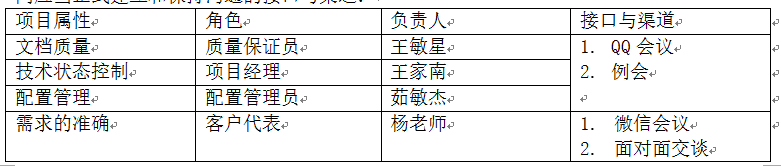 项目属性 角色 负责人 接口与渠道
文档质量 质量保证员 王敏星 1. QQ会议
技术状态控制 项目经理 王家南 2. 例会
配置管理 配置管理员 茹敏杰
需求的准确 客户代表 杨老师 1. 微信会议
2. 面对面交谈